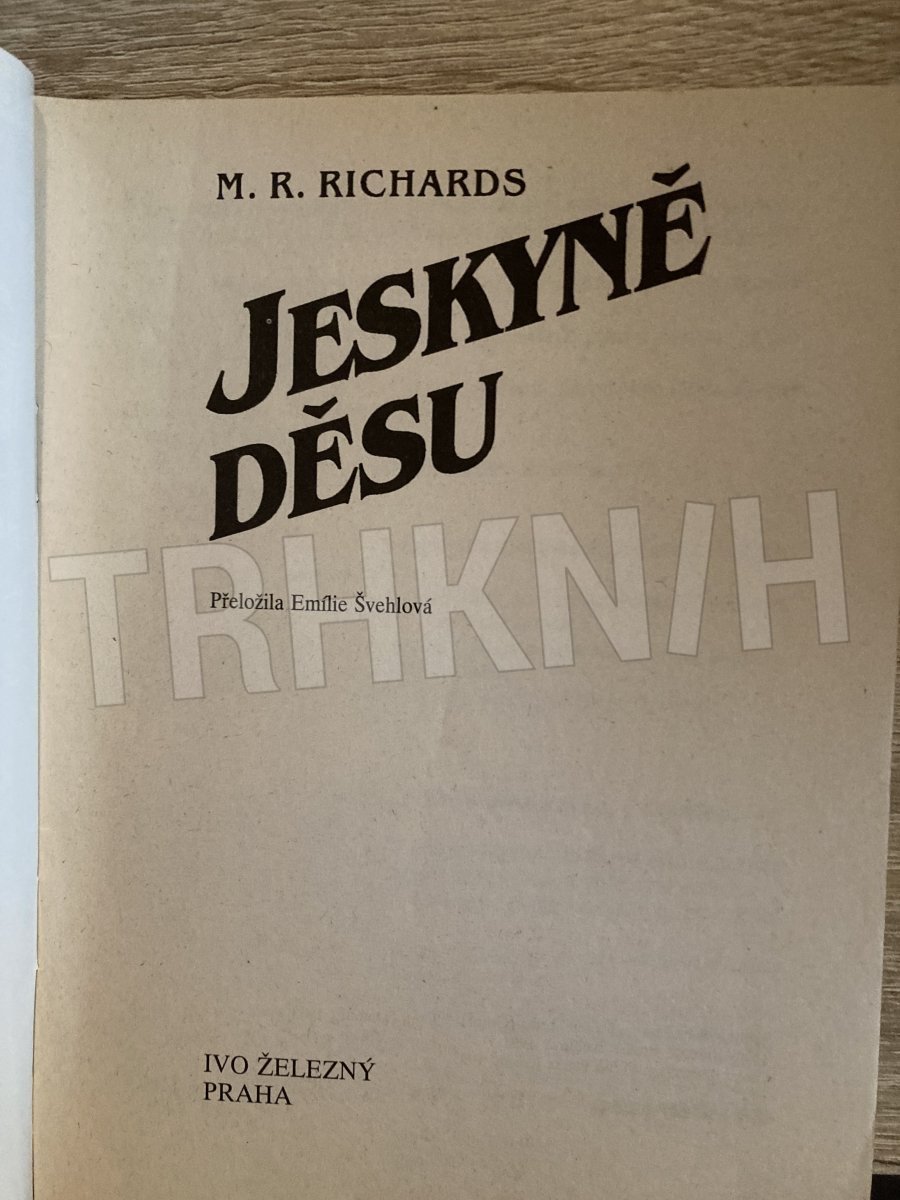 M. R. RICHARDS
JESKYNĚ
DĚSU
TRHKNIH
Přeložila Emílie Švehlová
IVO ŽELEZNÝ
PRAHA